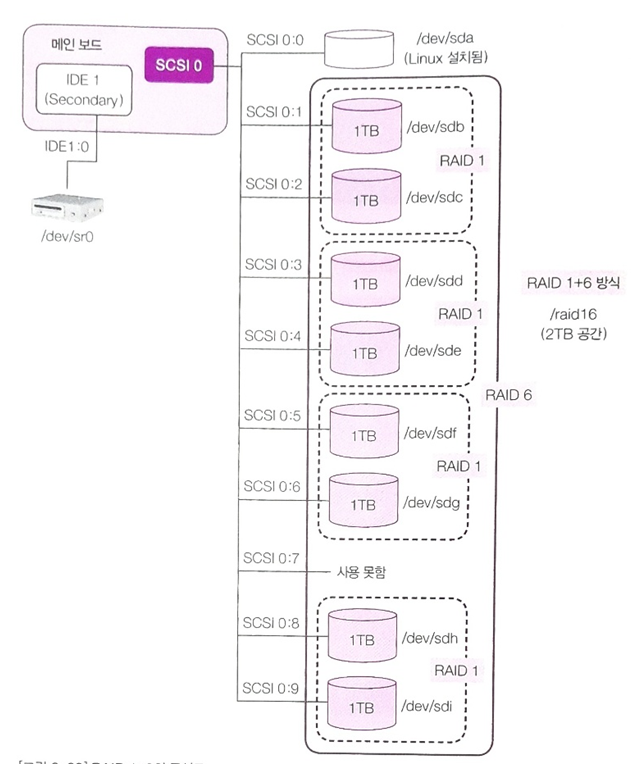 메인 보드
SCSI 0
IDE 1
(Secondary)
IDE1:0
/dev/sr0
SCSI 0:0
/dev/sda
(Linux 설치됨)
SCSI 0:1
1TB
/dev/sdb
RAID 1
SCSI 0:2
1TB
/dev/sdc
SCSI 0:3
1TB
/dev/sdd
RAID 1
SCSI 0:4
1TB
/dev/sde
RAID 1+6 방식
/raid16
(2TB 공간)
RAID 6
SCSI 0:5
1TB
/dev/sdf
RAID 1
SCSI 0:6
1TB
/dev/sdg
SCSI 0:7
사용 못함
SCSI 0:8
1TB
/dev/sdh
RAID 1
SCSI 0:9
1TB
/dev/sdi